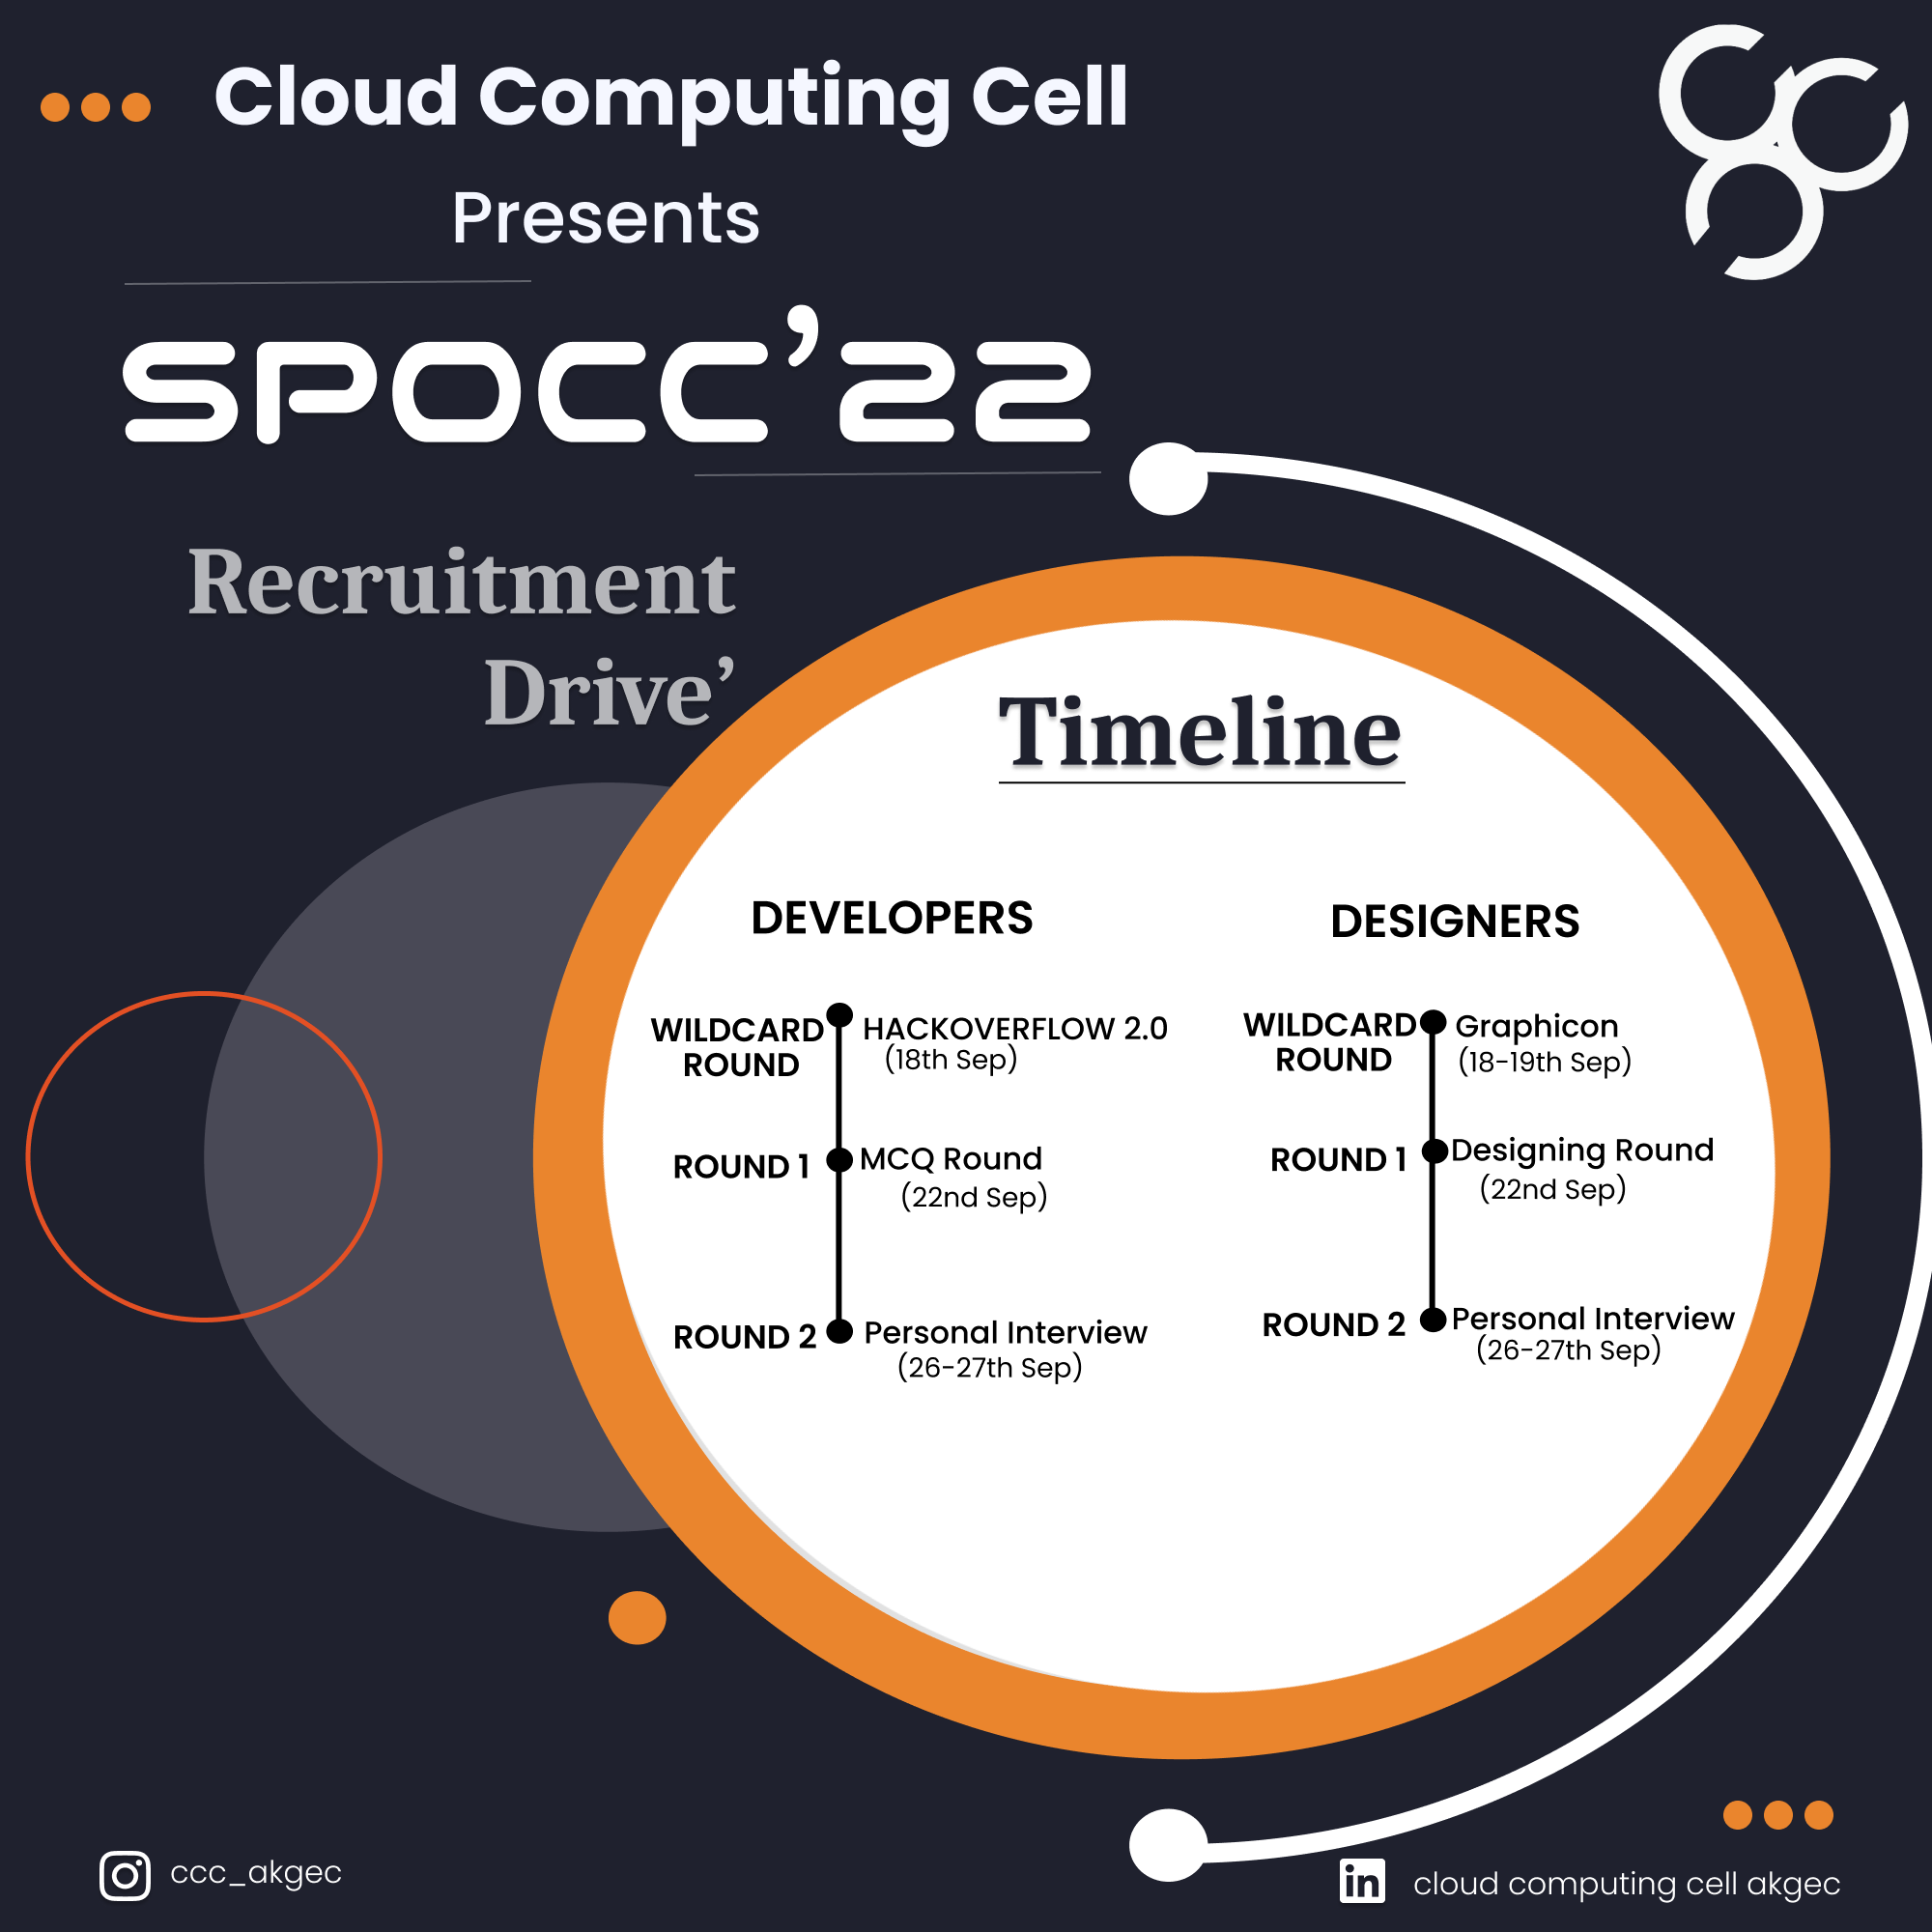 Cloud Computing Cell
Presents
SPOCC’22
Recruitment
Drive’
Timeline
DEVELOPERS
WILDCARD
ROUND
HACKOVERFLOW 2.0
(18th Sep)
ROUND 1
MCQ Round
(22nd Sep)
ROUND 2
Personal Interview
(26-27th Sep)
DESIGNERS
WILDCARD
ROUND
Graphicon
(18-19th Sep)
ROUND 1
Designing Round
(22nd Sep)
ROUND 2
Personal Interview
(26-27th Sep)
ccc_akgec
in
cloud computing cell akgec